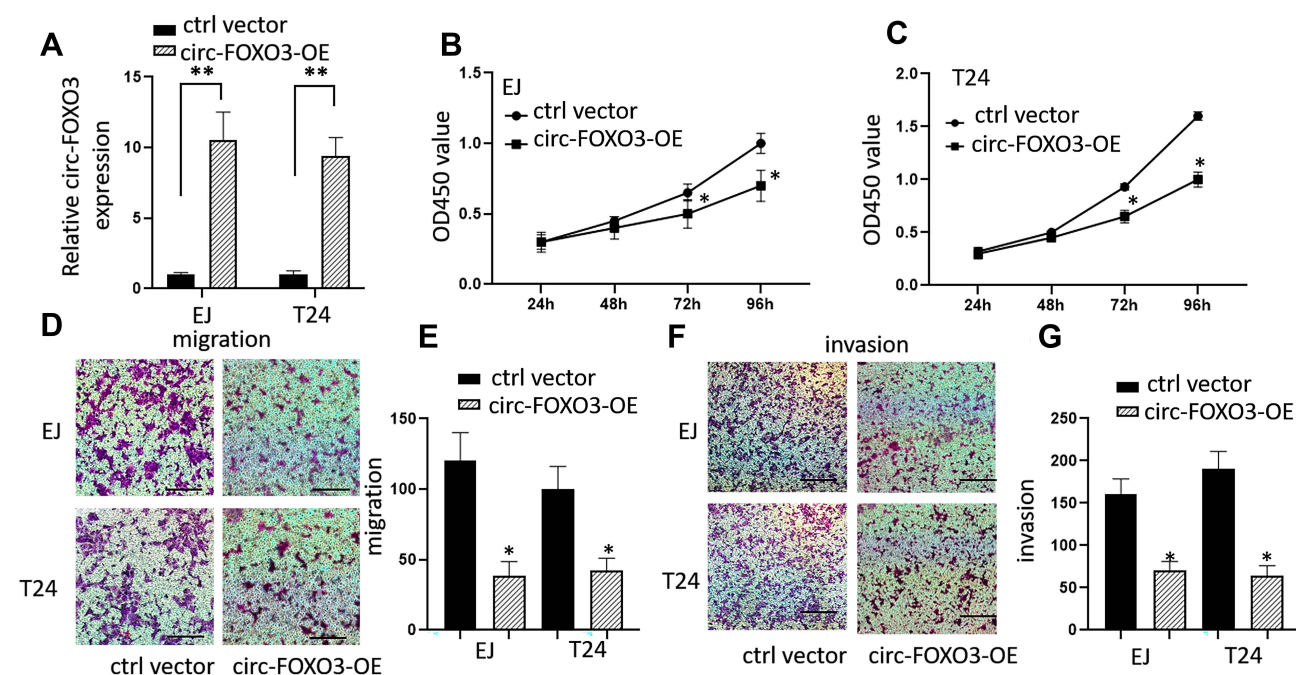 A
ctrl vector
circ-FOXO3-OE
Relative circ-FOXO3
expression
15
10
5
0
**
**
EJ
T24
B
EJ
ctrl vector
circ-FOXO3-OE
OD450 value
1.5
1.0
0.5
0.0
*
*
24h
48h
72h
96h
C
T24
ctrl vector
circ-FOXO3-OE
OD450 value
2.0
1.5
1.0
0.5
0.0
*
*
24h
48h
72h
96h
D
migration
EJ
T24
ctrl vector
circ-FOXO3-OE
E
ctrl vector
circ-FOXO3-OE
migration
150
100
50
0
*
*
EJ
T24
F
invasion
EJ
T24
ctrl vector
circ-FOXO3-OE
G
ctrl vector
circ-FOXO3-OE
invasion
250
200
150
100
50
0
*
*
EJ
T24